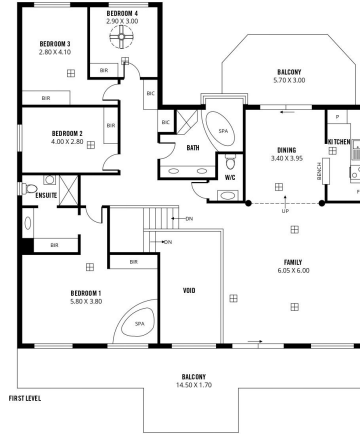 BEDROOM 4
2.90 X 3.00
BEDROOM 3
2.80 X 4.10
BIR
BIR
BIC
BALCONY
5.70 X 3.00
BEDROOM 2
4.00 X 2.80
BIR
BIC
SPA
BATH
W/C
DINING
3.40 X 3.95
KITCHEN
P
BENCH
F
ENSUITE
BIR
DN
DN
UP
FAMILY
6.05 X 6.00
BIR
BEDROOM 1
5.80 X 3.80
VOID
SPA
BALCONY
14.50 X 1.70
FIRST LEVEL